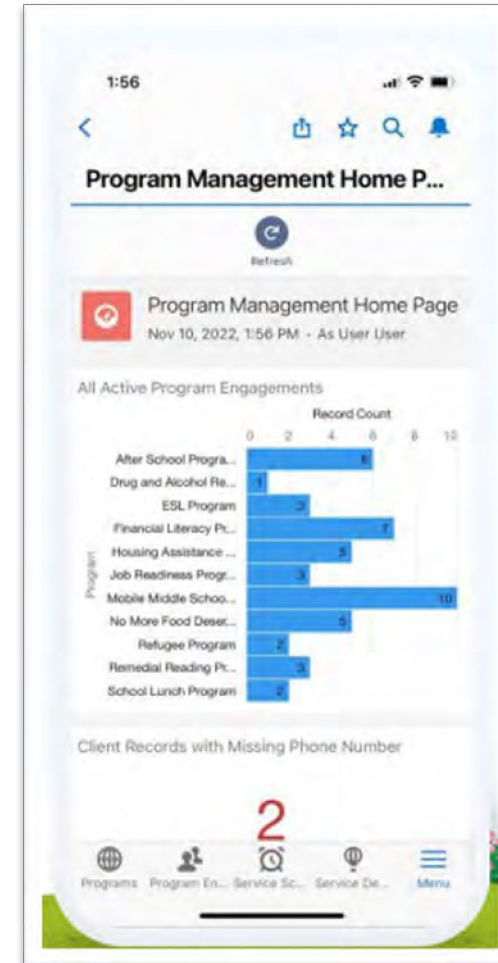 1:56
Program Management Home P...
Refresh
Program Management Home Page
Nov 10, 2022, 1:56 PM - As User User
All Active Program Engagements
Record Count
0 2 4 6 8 10
After School Progra... 6
Drug and Alcohol Re... 1
ESL Program 3
Financial Literacy Pr... 7
Housing Assistance ... 5
Job Readiness Progr... 3
Mobile Middle Schoo... 10
No More Food Deser... 5
Refugee Program 2
Remedial Reading Pr... 3
School Lunch Program 2
Program
Client Records with Missing Phone Number
2
Programs Program En... Service Sc... Service De... Menu